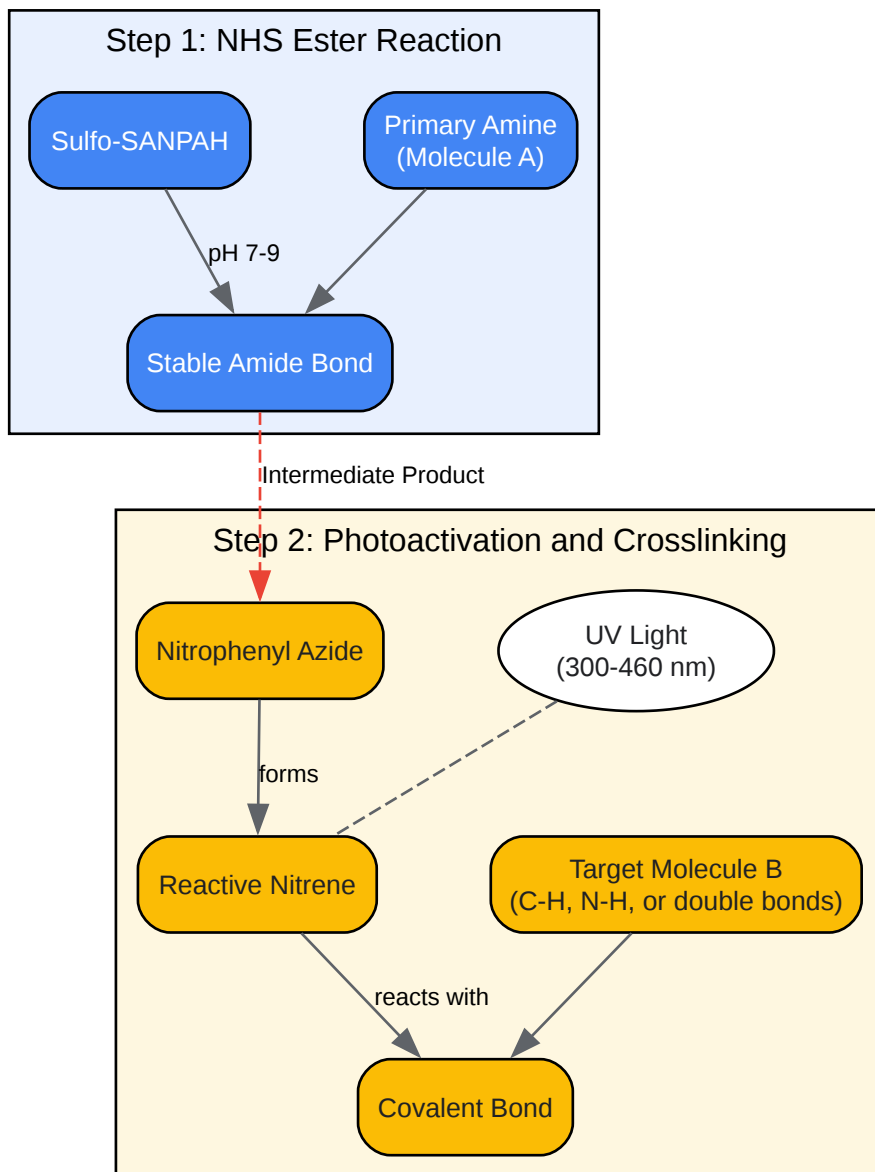 Step 1: NHS Ester Reaction
Sulfo-SANPAH
Primary Amine
(Molecule A)
pH 7-9
Stable Amide Bond
Intermediate Product
Step 2: Photoactivation and Crosslinking
Nitrophenyl Azide
UV Light
(300-460 nm)
forms
Reactive Nitrene
Target Molecule B
(C-H, N-H, or double bonds)
reacts with
Covalent Bond